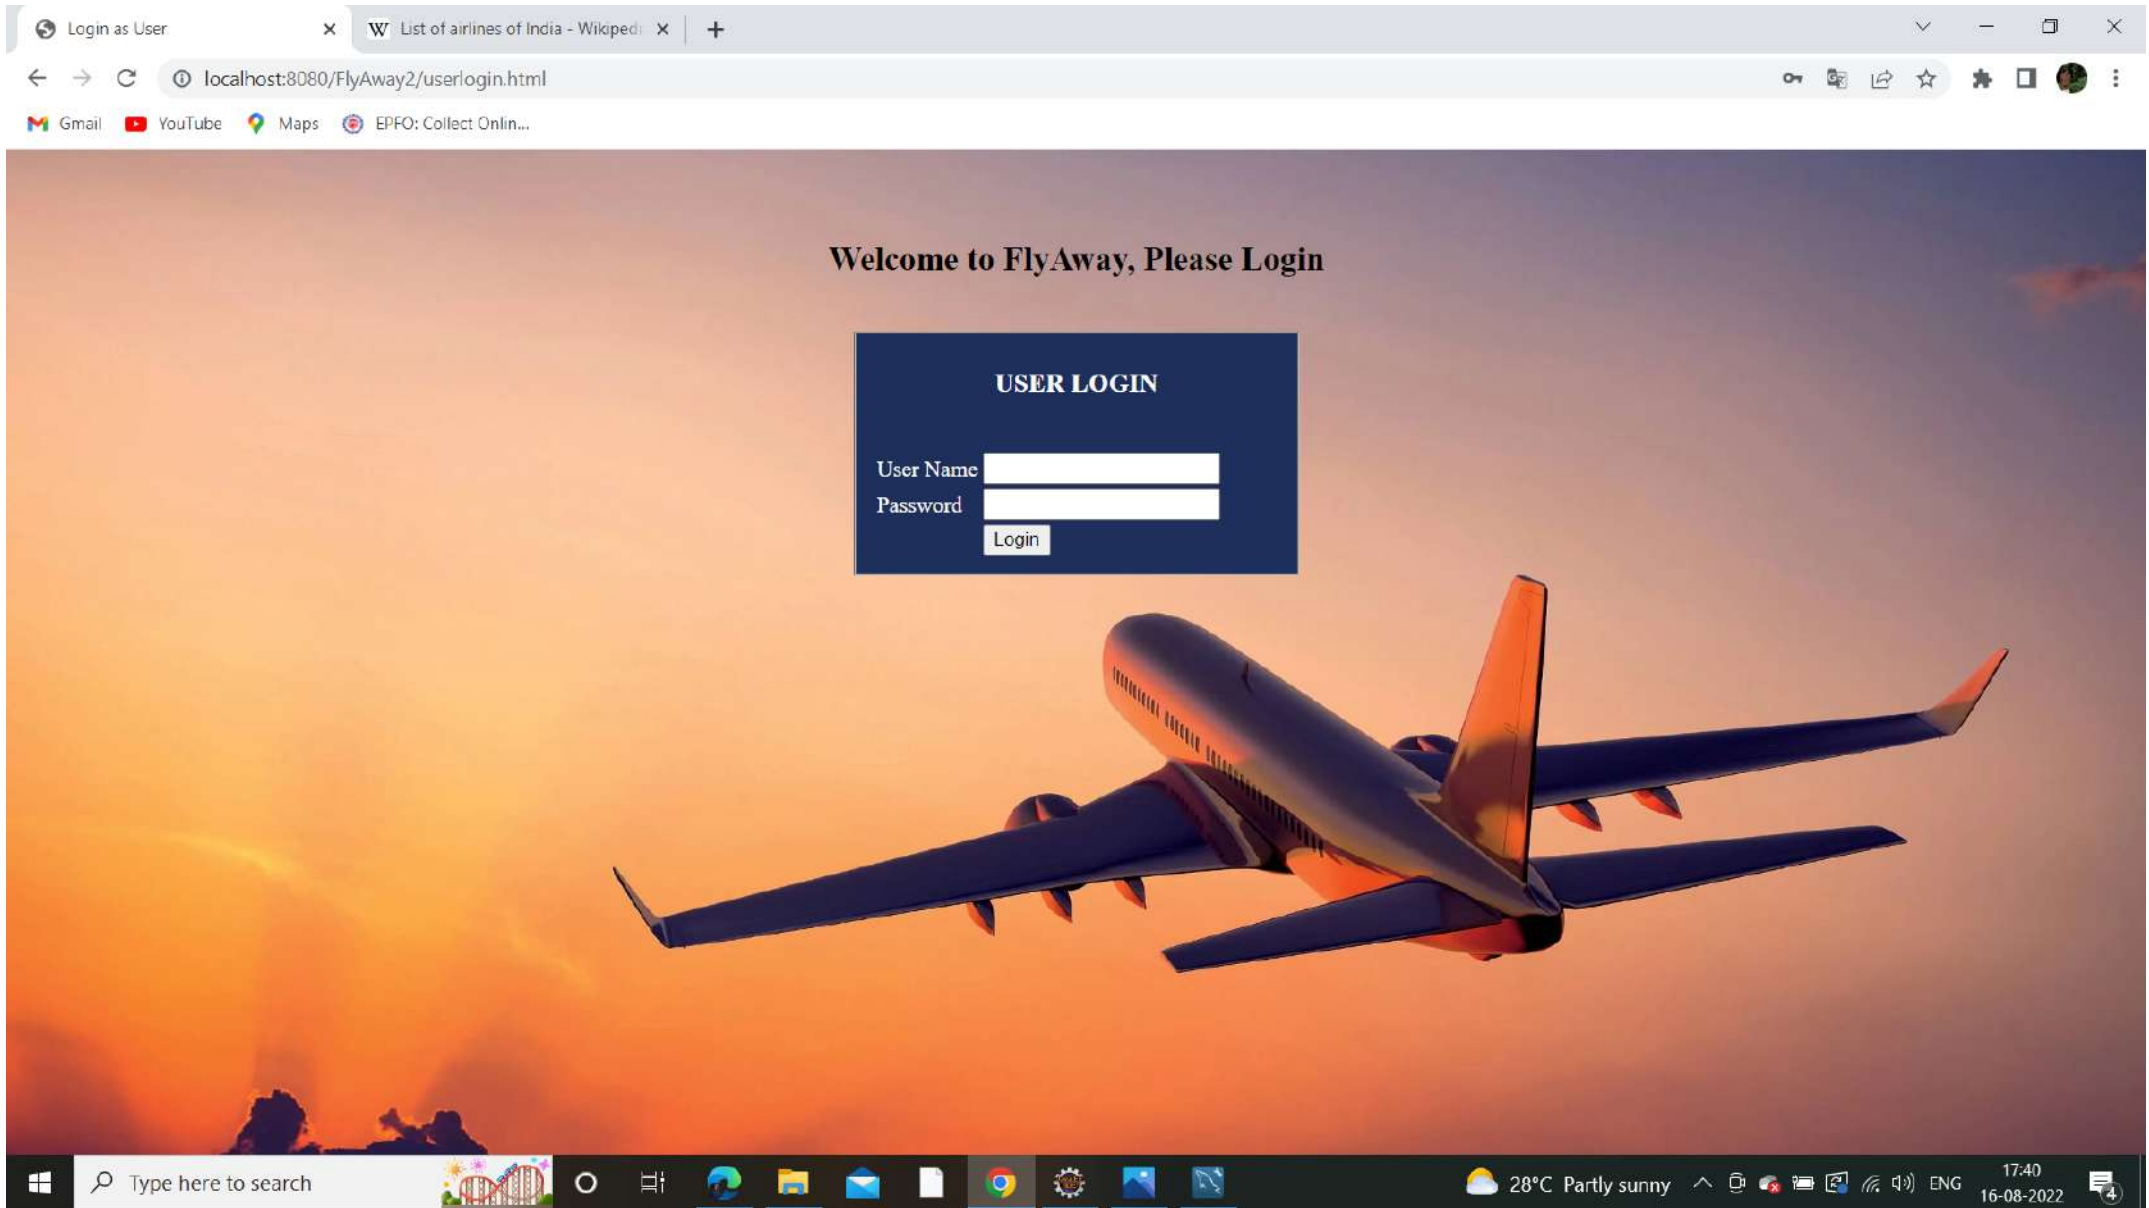 Login as User
W List of airlines of India - Wikiped
localhost:8080/FlyAway2/userlogin.html
Gmail YouTube Maps EPFO: Collect Onlin...
Welcome to FlyAway, Please Login
USER LOGIN
User Name
Password
Login
Type here to search
28°C Partly sunny
ENG
17:40
16-08-2022
4